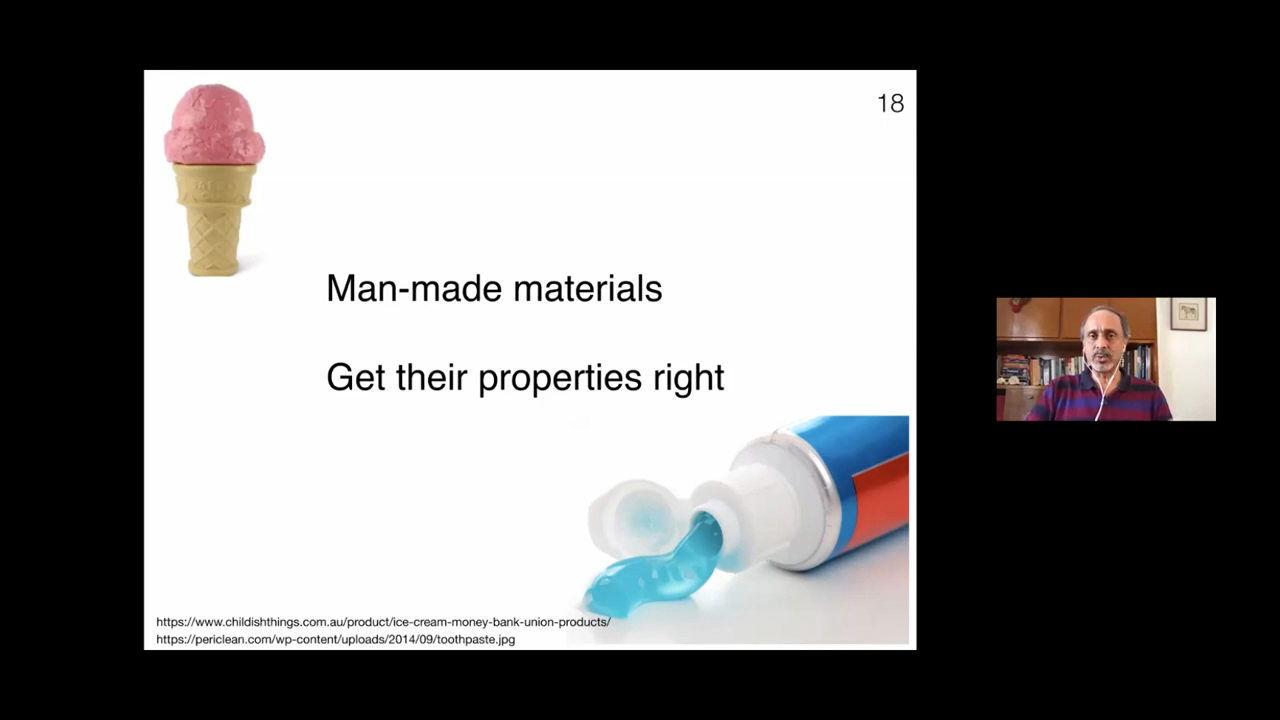 18
Man-made materials
Get their properties right
https://www.childishthings.com.au/product/ice-cream-money-bank-union-products/
https://periclean.com/wp-content/uploads/2014/09/toothpaste.jpg